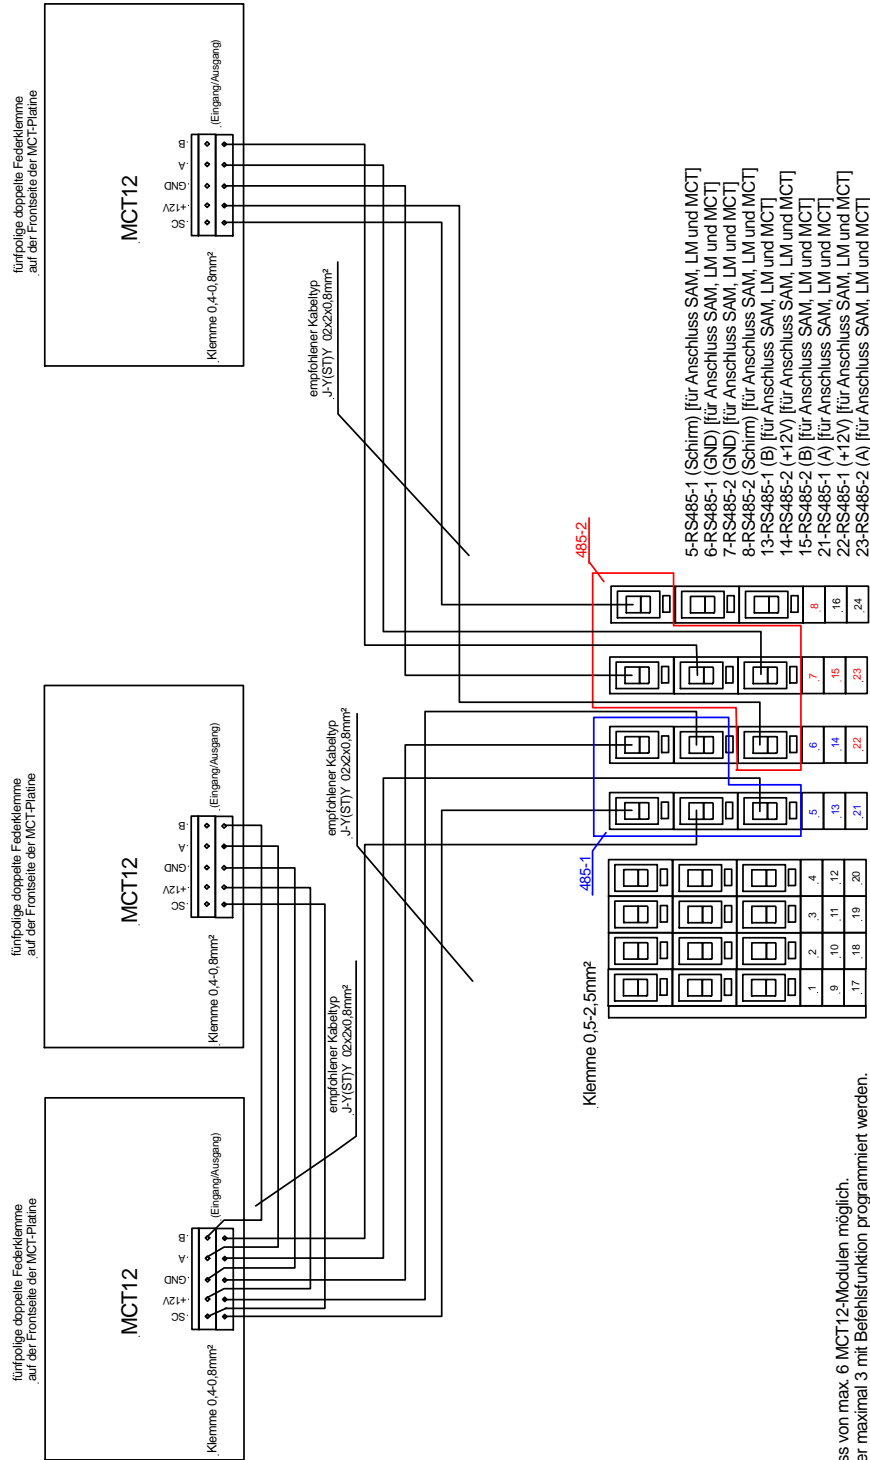 fünfpolige doppelte Federklemme
auf der Frontseite der MCT-Platine
MCT12
Klemme 0,4-0,8mm²
.SC
.+12V
.GND
.A
.B
(Eingang/Ausgang)
fünfpolige doppelte Federklemme
auf der Frontseite der MCT-Platine
MCT12
Klemme 0,4-0,8mm²
.SC
.+12V
.GND
.A
.B
(Eingang/Ausgang)
fünfpolige doppelte Federklemme
auf der Frontseite der MCT-Platine
MCT12
Klemme 0,4-0,8mm²
.SC
.+12V
.GND
.A
.B
(Eingang/Ausgang)
empfohlener Kabeltyp
J-Y(ST)Y 02x2x0,8mm²
empfohlener Kabeltyp
J-Y(ST)Y 02x2x0,8mm²
empfohlener Kabeltyp
J-Y(ST)Y 02x2x0,8mm²
Klemme 0,5-2,5mm²
485-1
485-2
.1 .2 .3 .4 .5 .6 .7 .8
.9 .10 .11 .12 .13 .14 .15 .16
.17 .18 .19 .20 .21 .22 .23 .24
5-RS485-1 (Schirm) [für Anschluss SAM, LM und MCT]
6-RS485-1 (GND) [für Anschluss SAM, LM und MCT]
7-RS485-2 (GND) [für Anschluss SAM, LM und MCT]
8-RS485-2 (Schirm) [für Anschluss SAM, LM und MCT]
13-RS485-1 (B) [für Anschluss SAM, LM und MCT]
14-RS485-2 (+12V) [für Anschluss SAM, LM und MCT]
15-RS485-2 (B) [für Anschluss SAM, LM und MCT]
21-RS485-1 (A) [für Anschluss SAM, LM und MCT]
22-RS485-1 (+12V) [für Anschluss SAM, LM und MCT]
23-RS485-2 (A) [für Anschluss SAM, LM und MCT]
ss von max. 6 MCT12-Modulen möglich.
er maximal 3 mit Befehlsfunktion programmiert werden.